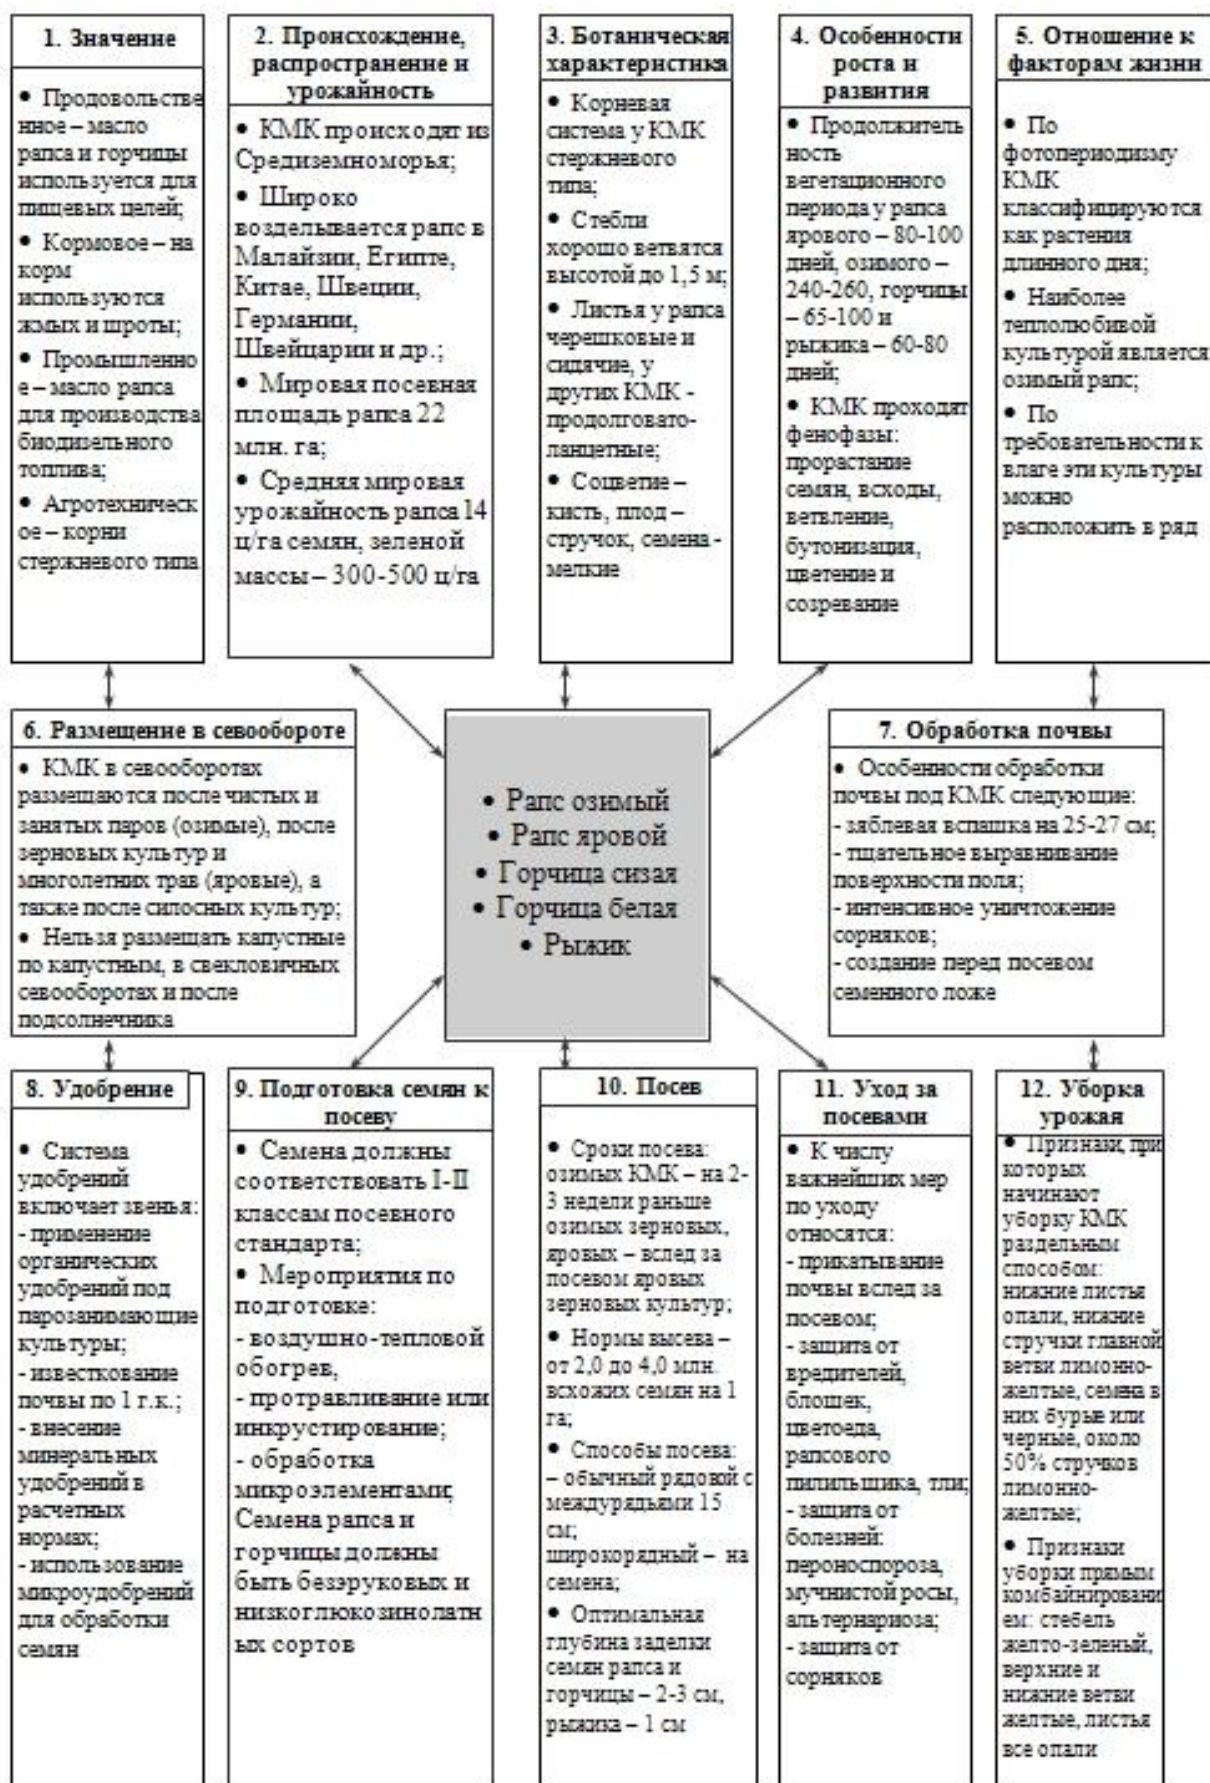 1. Значение
• Продовольстве
нное – масло
рапса и горчицы
используется для
пищевых целей;
• Кормовое – на
корм
используются
жмых и шроты;
• Промышленно
е – масло рапса
для производства
биодизельного
топлива;
• Агротехническ
ое – корни
стержневого типа
2. Происхождение,
распространение и
урожайность
• КМК происходят из
Средиземноморья;
• Широко
возделывается рапс в
Малайзии, Египте,
Китае, Швеции,
Германии,
Швейцарии и др.;
• Мировая посевная
площадь рапса 22
млн. га;
• Средняя мировая
урожайность рапса 14
ц/га семян, зеленой
массы – 300-500 ц/га
3. Ботаническая
характеристика
• Корневая
система у КМК
стержневого
типа;
• Стебли
хорошо ветвятся
высотой до 1,5 м;
• Листья у рапса
черешковые и
сидячие, у
других КМК -
продолговато-
ланцетные;
• Соцветие –
кисть, плод –
стручок, семена -
мелкие
4. Особенности
роста и
развития
• Продолжитель
ность
вегетационного
периода у рапса
ярового – 80-100
дней, озимого –
240-260, горчицы
– 65-100 и
рыжика – 60-80
дней;
• КМК проходят
фенофазы:
прорастание
семян, всходы,
ветвление,
бутонизация,
цветение и
созревание
5. Отношение к
факторам жизни
• По
фотопериодизму
КМК
классифицируются
как растения
длинного дня;
• Наиболее
теплолюбивой
культурой является
озимый рапс;
• По
требовательности к
влаге эти культуры
можно
расположить в ряд
6. Размещение в севообороте
• КМК в севооборотах
размещаются после чистых и
занятых паров (озимые), после
зерновых культур и
многолетних трав (яровые), а
также после силосных культур;
• Нельзя размещать капустные
по капустным, в свекловичных
севооборотах и после
подсолнечника
• Рапс озимый
• Рапс яровой
• Горчица сизая
• Горчица белая
• Рыжик
7. Обработка почвы
• Особенности обработки
почвы под КМК следующие:
- зяблевая вспашка на 25-27 см;
- тщательное выравнивание
поверхности поля;
- интенсивное уничтожение
сорняков;
- создание перед посевом
семенного ложе
8. Удобрение
• Система
удобрений
включает звенья:
- применение
органических
удобрений под
парозанимающие
культуры;
- известкование
почвы по 1 г.к.;
- внесение
минеральных
удобрений в
расчетных
нормах;
- использование
микроудобрений
для обработки
семян
9. Подготовка семян к
посеву
• Семена должны
соответствовать I-II
классам посевного
стандарта;
• Мероприятия по
подготовке:
- воздушно-тепловой
обогрев,
- протравливание или
инкрустирование;
- обработка
микроэлементами;
Семена рапса и
горчицы должны
быть безэруковых и
низкоглюкозинолатн
ых сортов
10. Посев
• Сроки посева:
озимых КМК – на 2-
3 недели раньше
озимых зерновых,
яровых – вслед за
посевом яровых
зерновых культур;
• Нормы высева –
от 2,0 до 4,0 млн.
всхожих семян на 1
га;
• Способы посева:
– обычный рядовой с
междурядьями 15
см;
широкорядный – на
семена;
• Оптимальная
глубина заделки
семян рапса и
горчицы – 2-3 см,
рыжика – 1 см
11. Уход за
посевами
• К числу
важнейших мер
по уходу
относятся:
- прикатывание
почвы вслед за
посевом;
- защита от
вредителей,
блошек,
цветоеда,
рапсового
пилильщика, тли;
- защита от
болезней:
пероноспороза,
мучнистой росы,
альтернариоза;
- защита от
сорняков
12. Уборка
урожая
• Признаки, при
которых
начинают
уборку КМК
раздельным
способом:
нижние листья
опали, нижние
стручки главной
ветви лимонно-
желтые, семена в
них бурые или
черные, около
50% стручков
лимонно-
желтые;
• Признаки
уборки прямым
комбайнировани
ем: стебель
желто-зеленый,
верхние и
нижние ветви
желтые, листья
все опали